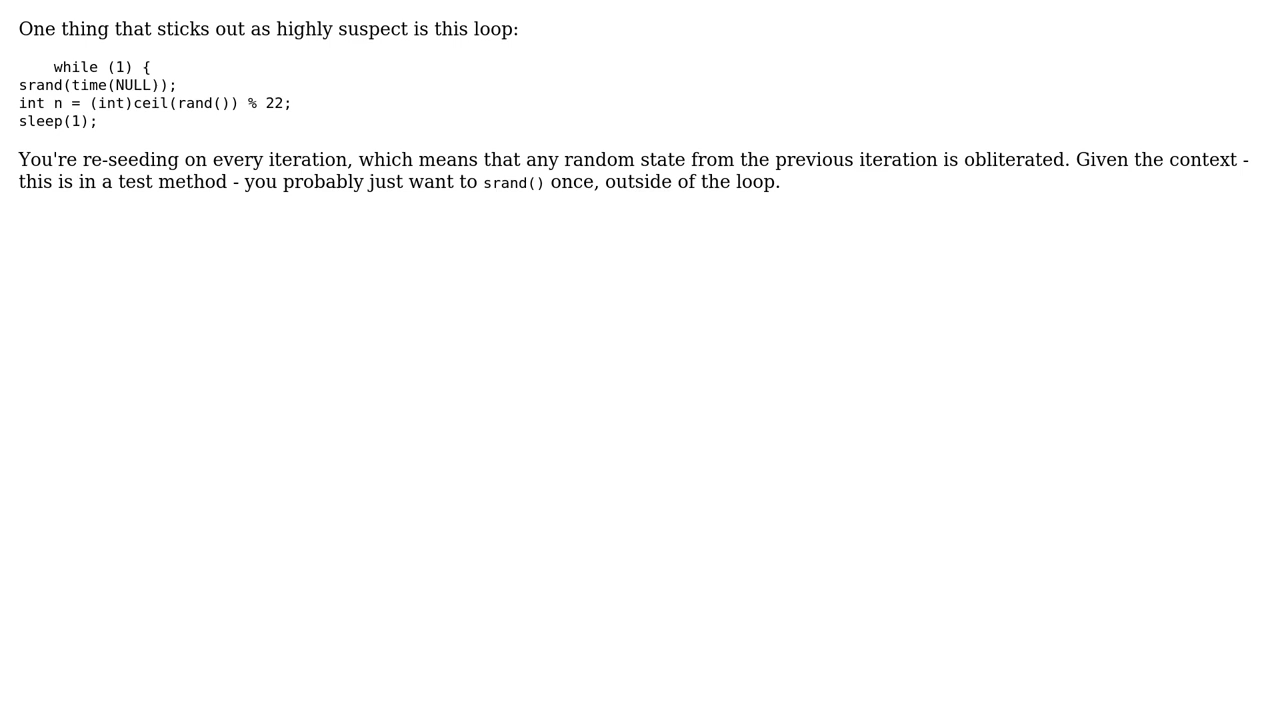 One thing that sticks out as highly suspect is this loop:
    while (1) {
srand(time(NULL));
int n = (int)ceil(rand()) % 22;
sleep(1);
You're re-seeding on every iteration, which means that any random state from the previous iteration is obliterated. Given the context -
this is in a test method - you probably just want to srand() once, outside of the loop.